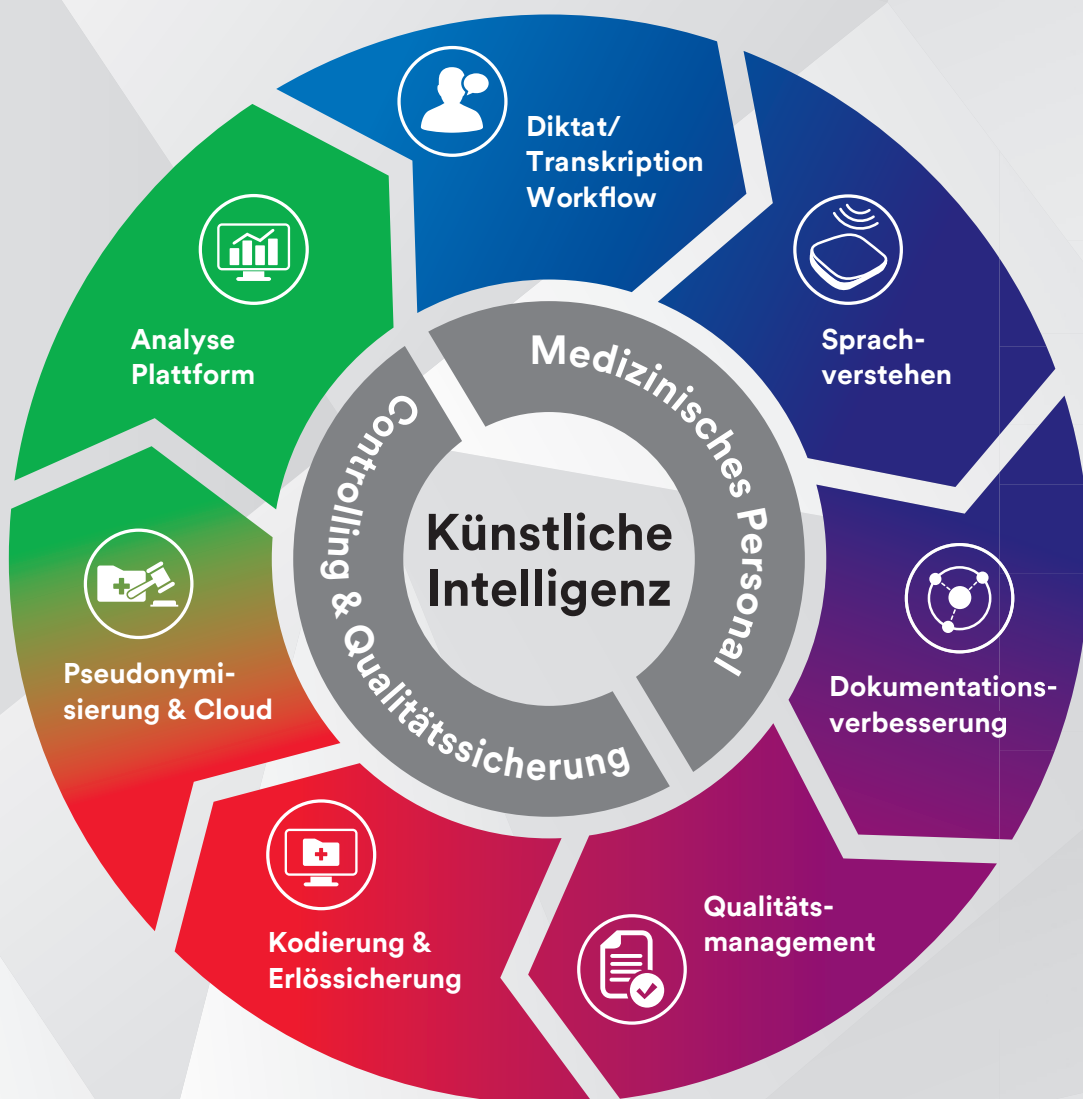 Diktat/
Transkription
Workflow
Sprach-
verstehen
Dokumentations-
verbesserung
Qualitäts-
management
Kodierung &
Erlössicherung
Pseudonymi-
sierung & Cloud
Analyse
Plattform
Medizinisches Personal
Controlling & Qualitätssicherung
Künstliche
Intelligenz